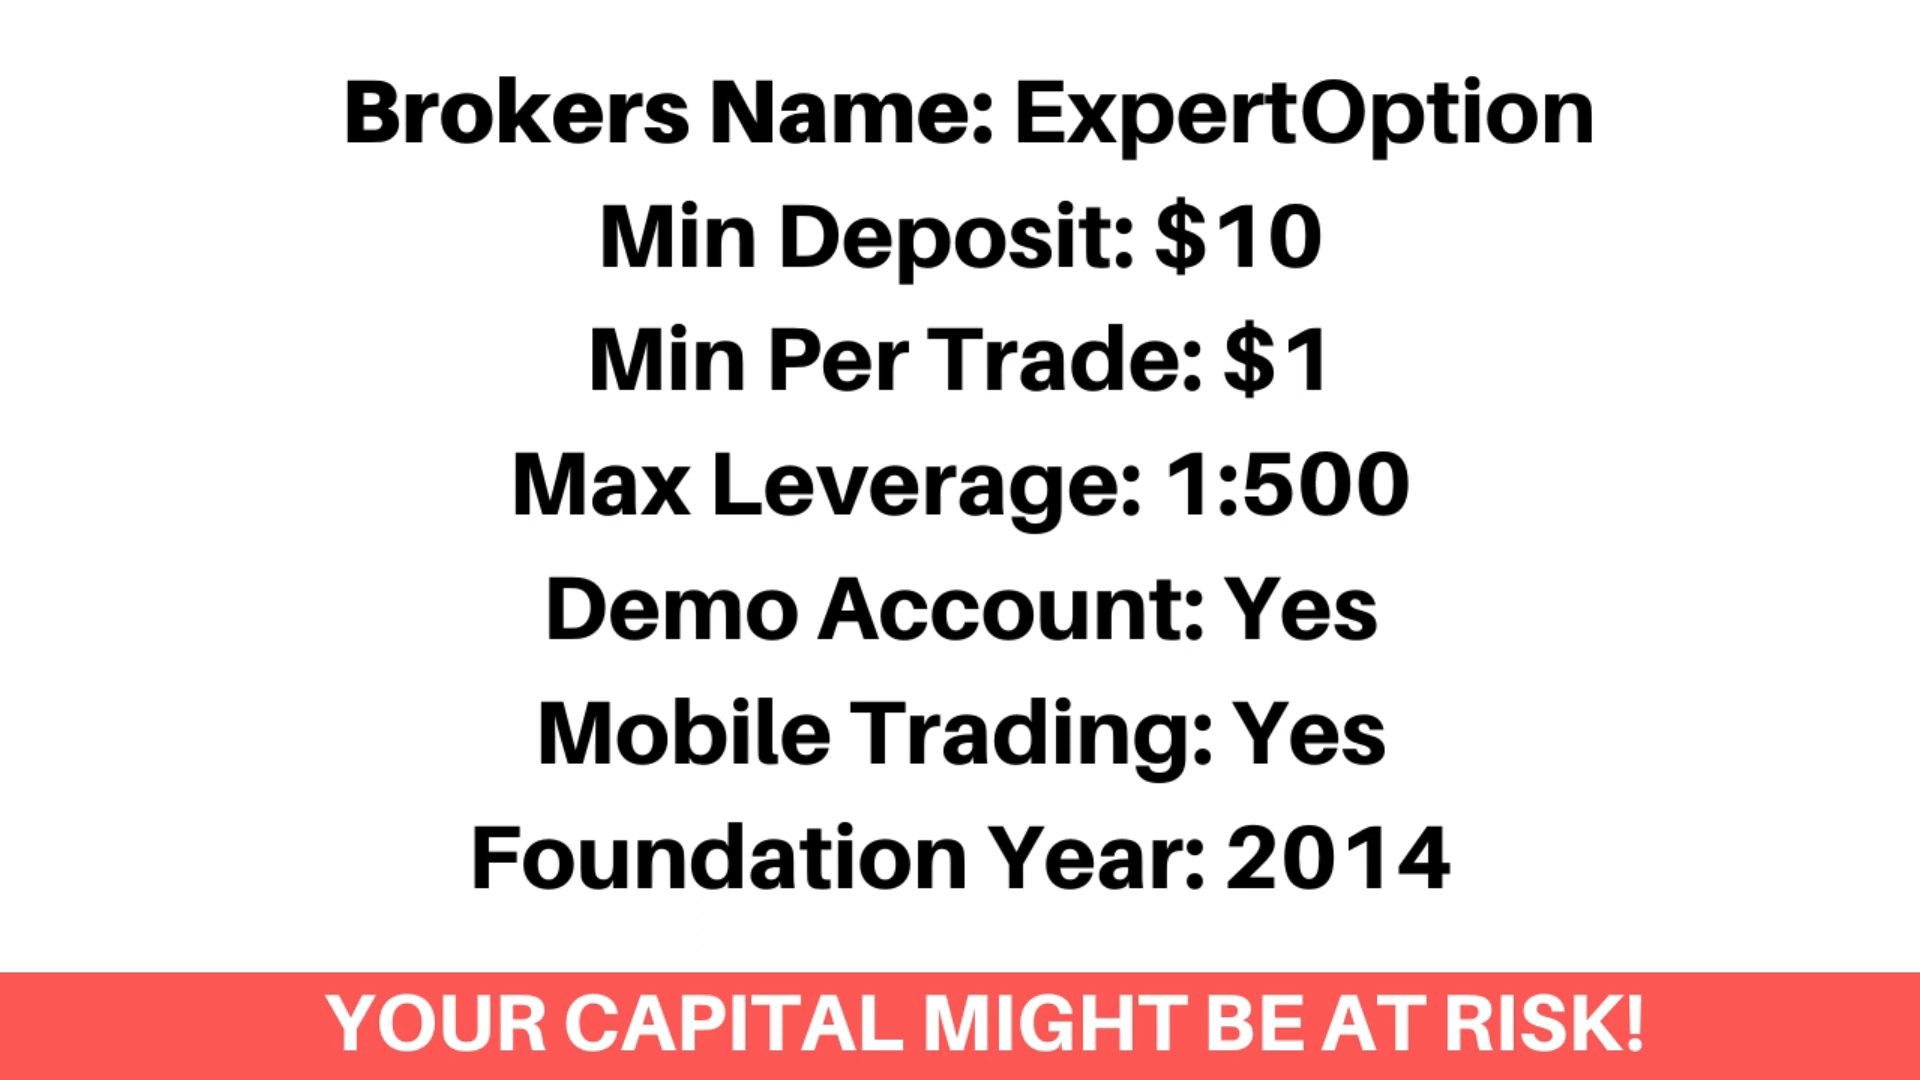 Brokers Name: ExpertOption
Min Deposit: $10
Min Per Trade: $1
Max Leverage: 1:500
Demo Account: Yes
Mobile Trading: Yes
Foundation Year: 2014
YOUR CAPITAL MIGHT BE AT RISK!